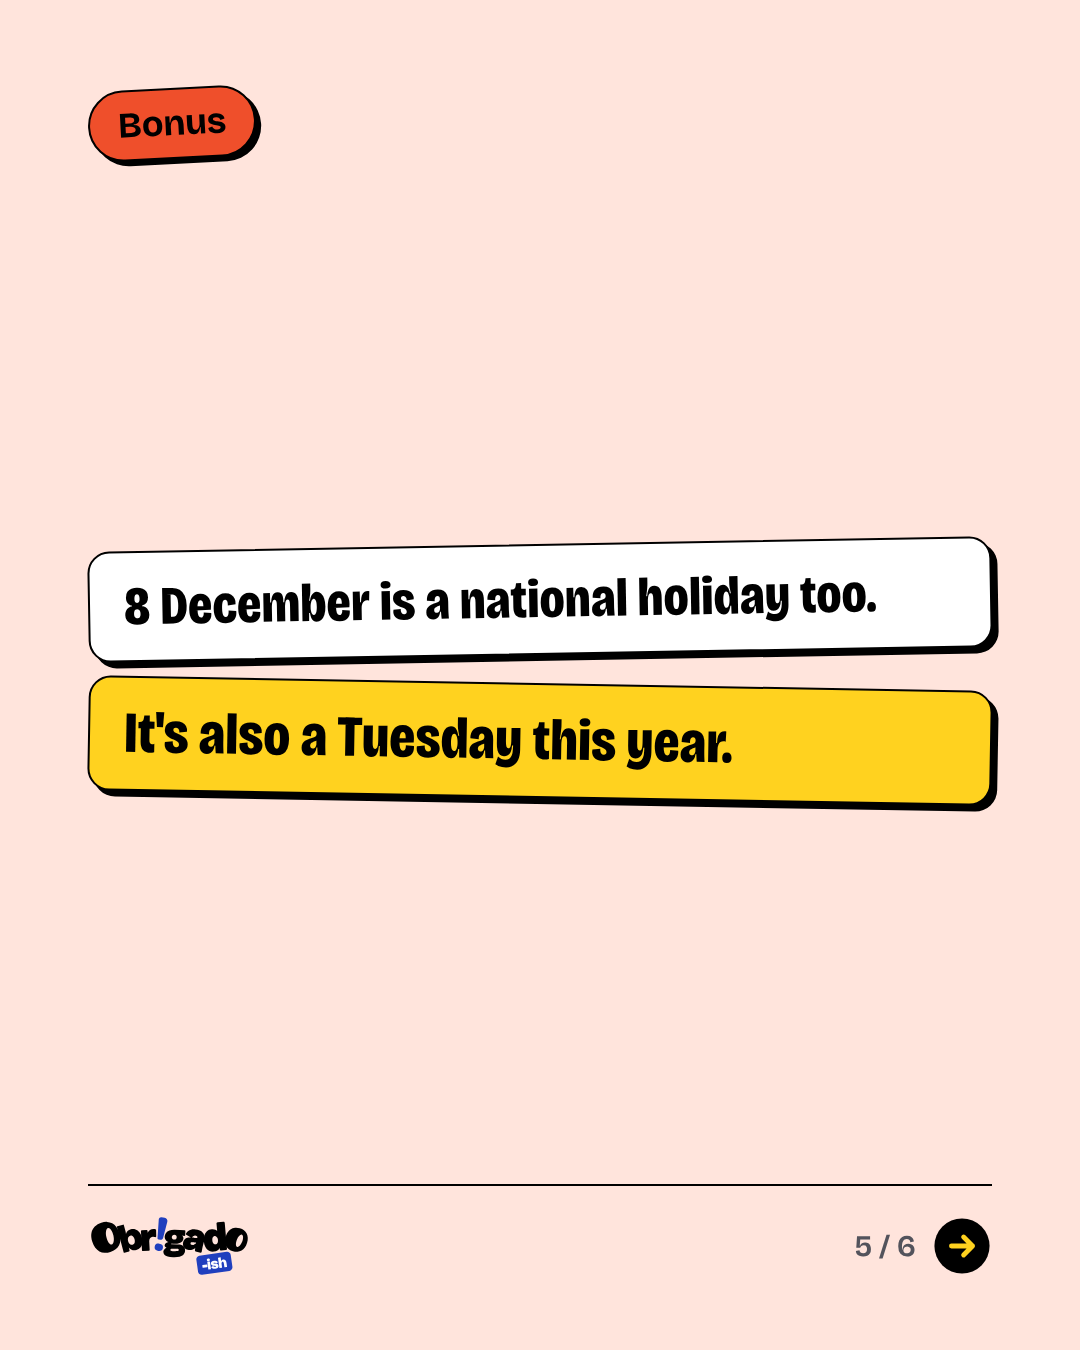 Bonus
8 December is a national holiday too.
It's also a Tuesday this year.
Obr!gado
-ish
5 / 6